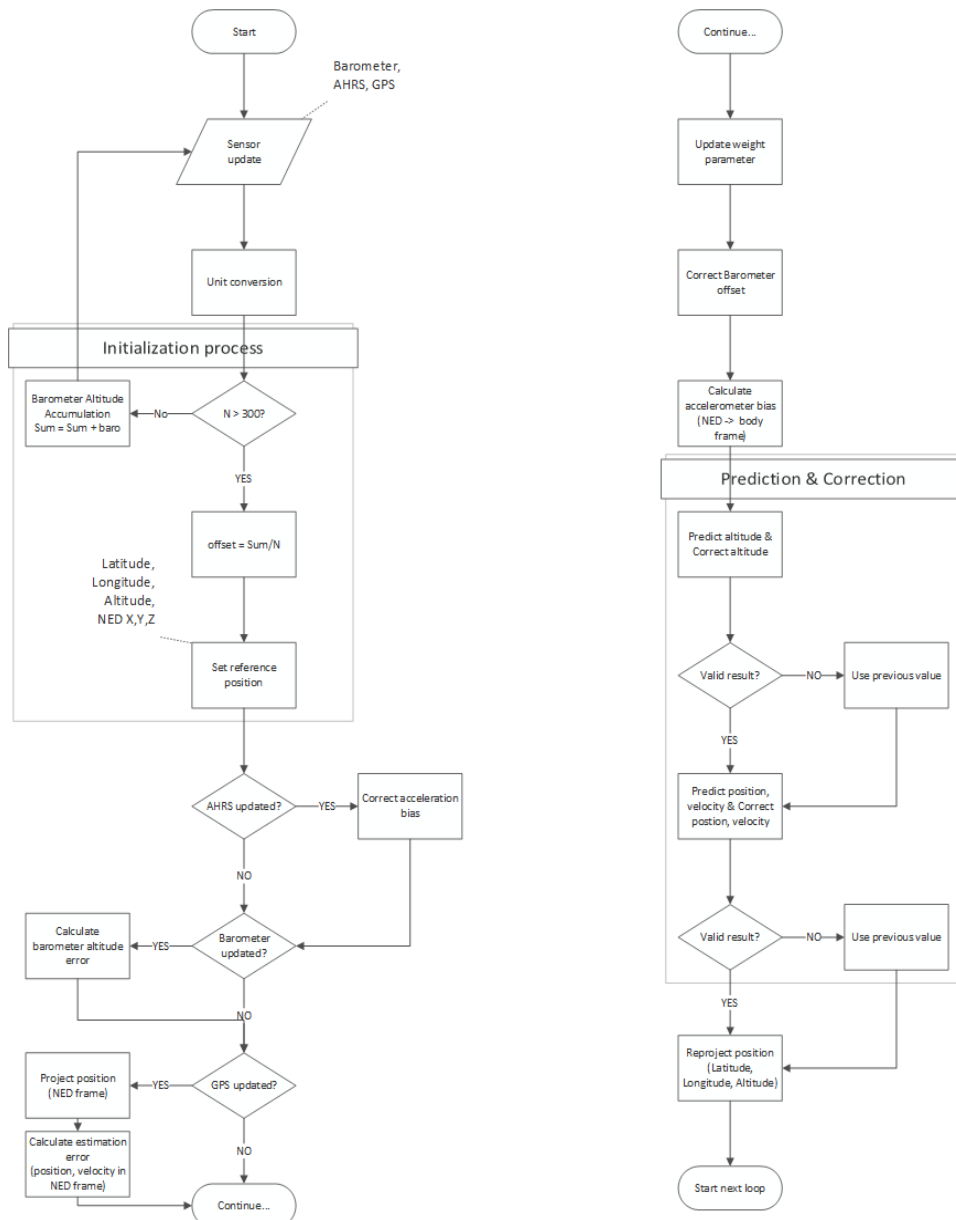 Start
Barometer,
AHRS, GPS
Sensor
update
Unit conversion
Initialization process
Barometer Altitude
Accumulation
Sum = Sum + baro
No
N > 300?
YES
offset = Sum/N
Latitude,
Longitude,
Altitude,
NED X,Y,Z
Set reference
position
AHRS updated?
YES
Correct acceleration
bias
NO
Calculate
barometer altitude
error
YES
Barometer
updated?
NO
Project position
(NED frame)
YES
GPS updated?
Calculate estimation
error
(position, velocity in
NED frame)
NO
Continue...
Continue...
Update weight
parameter
Correct Barometer
offset
Calculate
accelerometer bias
(NED -> body
frame)
Prediction & Correction
Predict altitude &
Correct altitude
Valid result?
NO
Use previous value
YES
Predict position,
velocity & Correct
postion, velocity
Valid result?
NO
Use previous value
YES
Reproject position
(Latitude,
Longitude, Altitude)
Start next loop